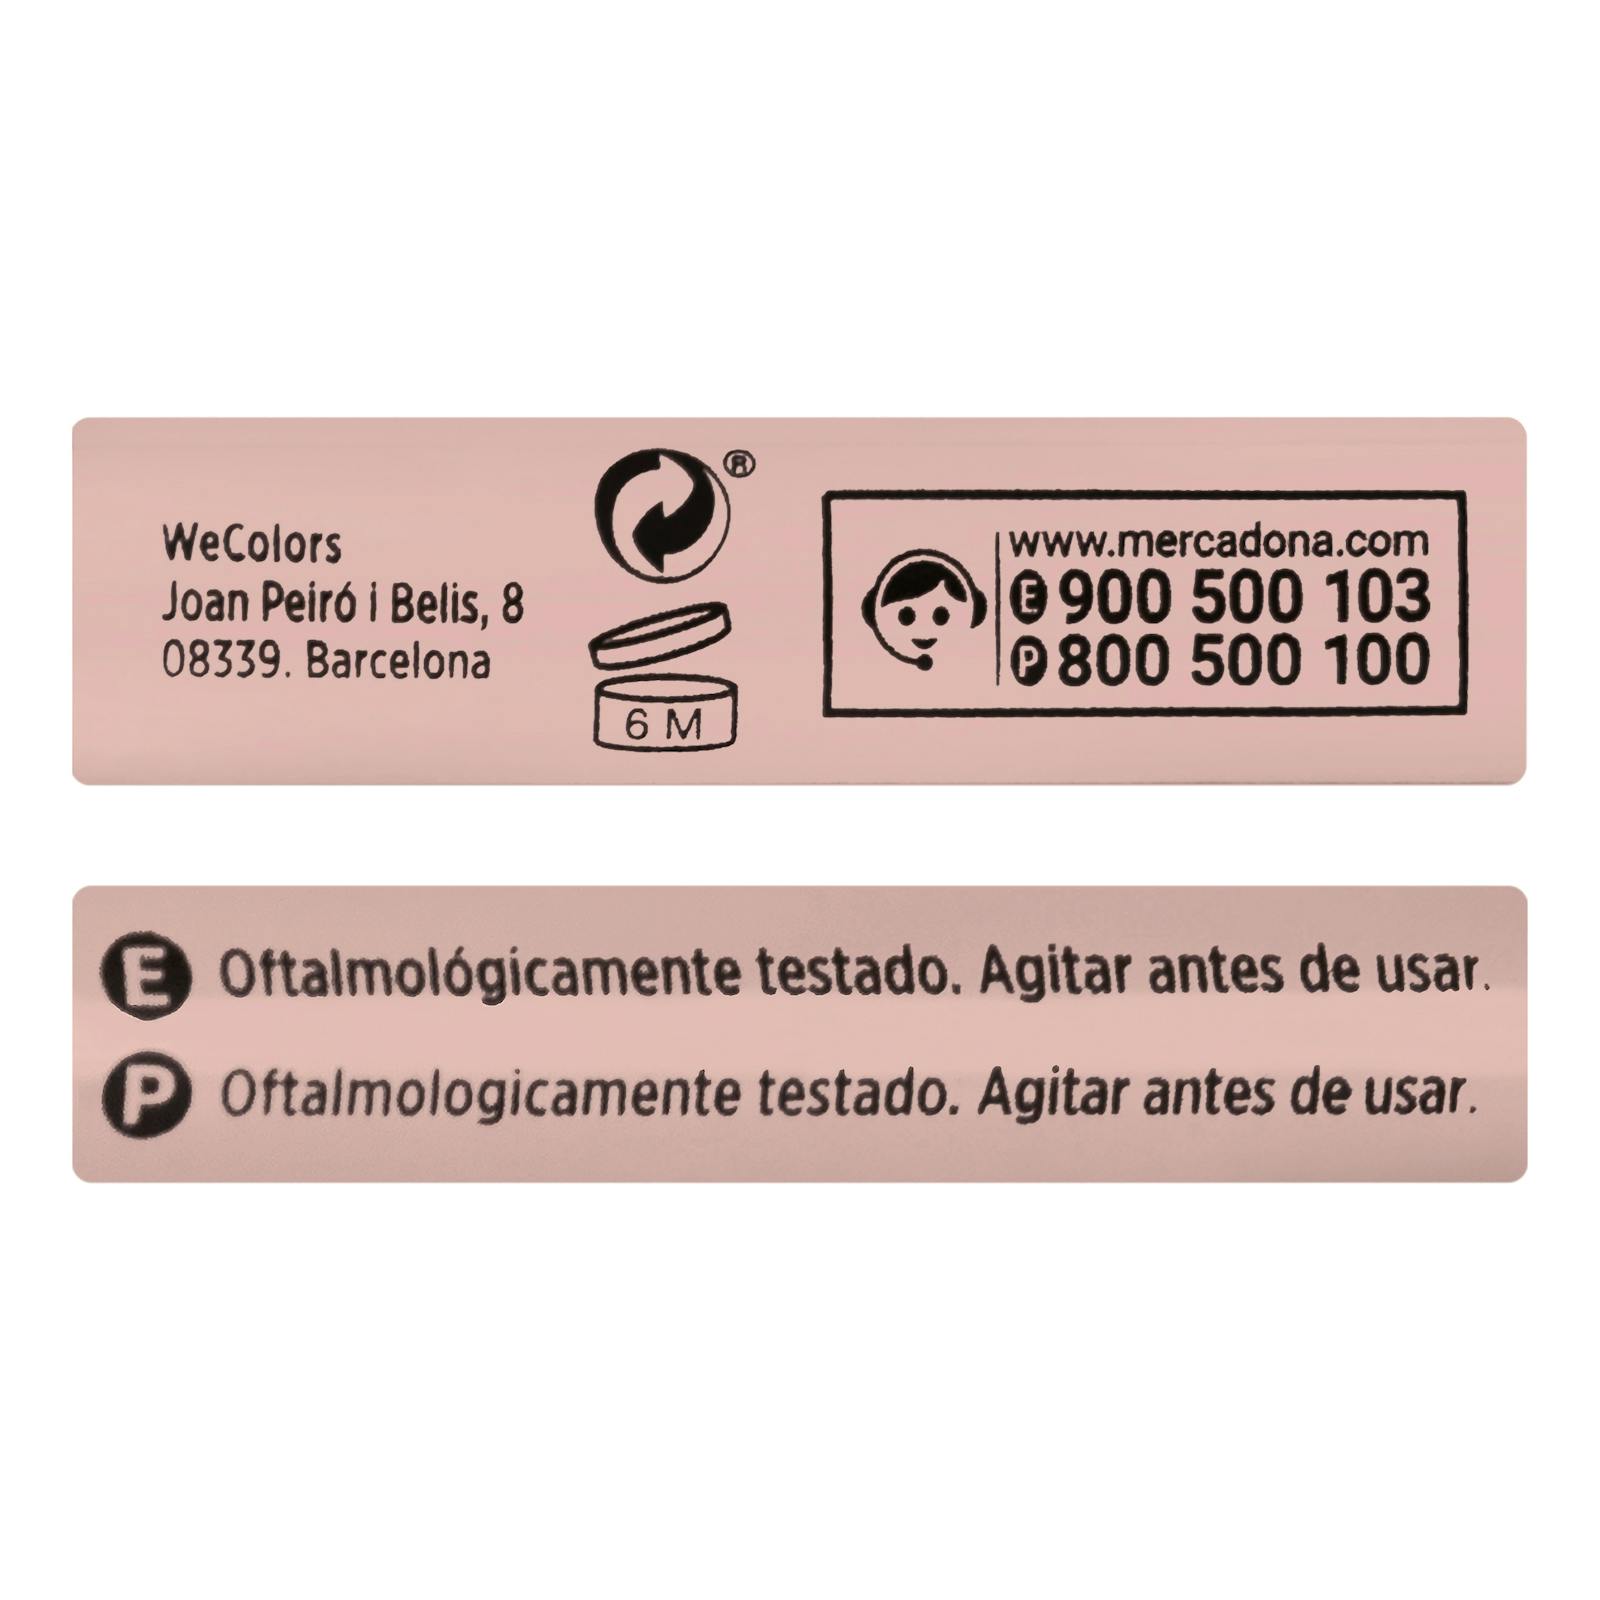 WeColors
Joan Peiró i Belis, 8
08339. Barcelona
®
6 M
www.mercadona.com
E 900 500 103
P 800 500 100
E Oftalmológicamente testado. Agitar antes de usar.
P Oftalmologicamente testado. Agitar antes de usar.